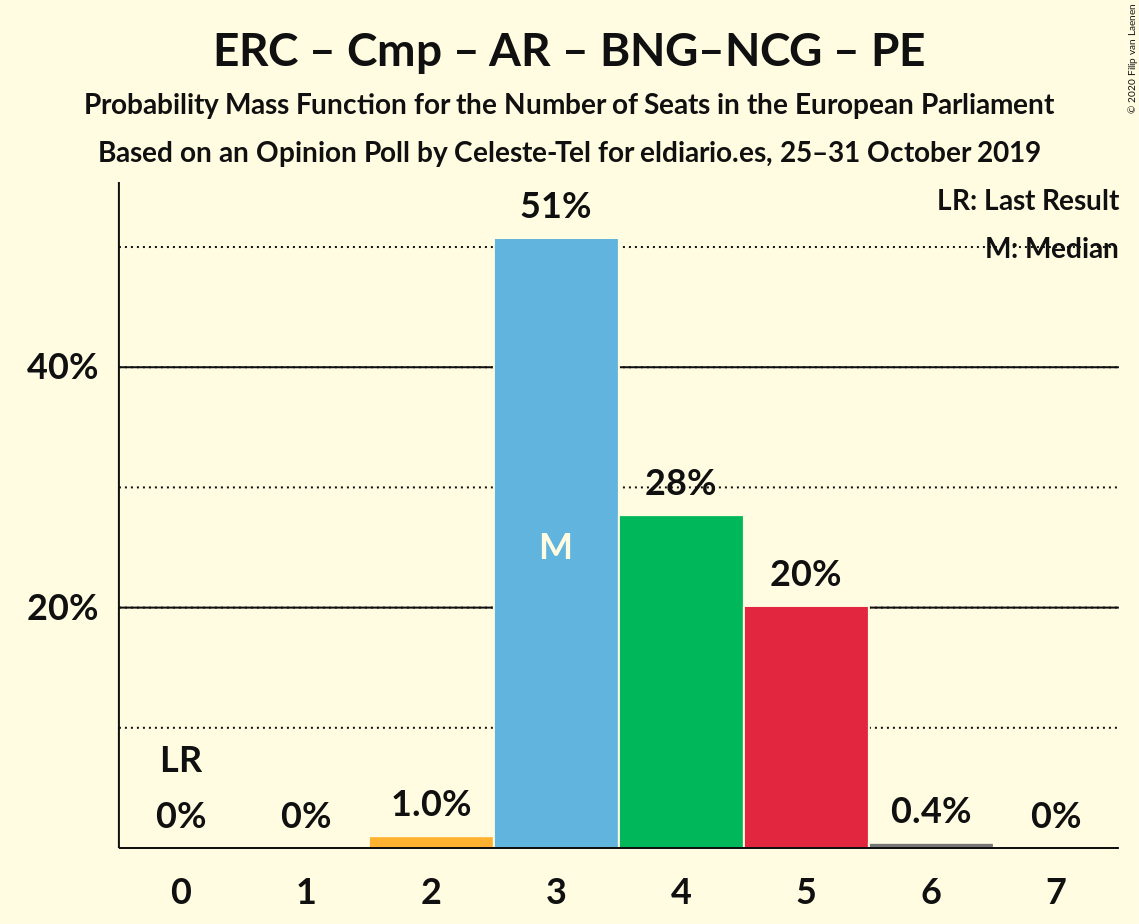 ERC – Cmp – AR – BNG–NCG – PE
Probability Mass Function for the Number of Seats in the European Parliament
Based on an Opinion Poll by Celeste-Tel for eldiario.es, 25–31 October 2019
© 2020 Filip van Laenen
LR: Last Result
M: Median
51%
40%
28%
M
20%
20%
LR
0%
0%
1.0%
0.4%
0%
0 1 2 3 4 5 6 7